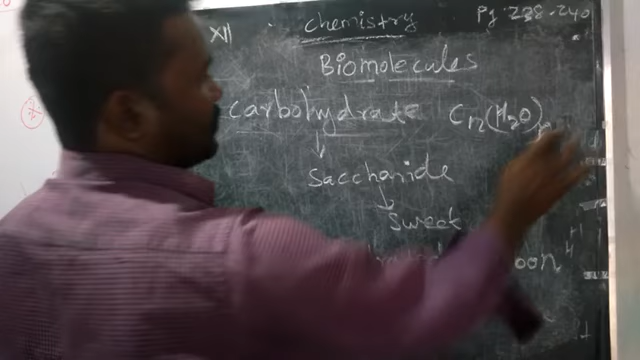 XII Chemistry Pg 238-240
Biomolecules
Carbohydrate Cn(H2O)n
Saccharide
Sweet